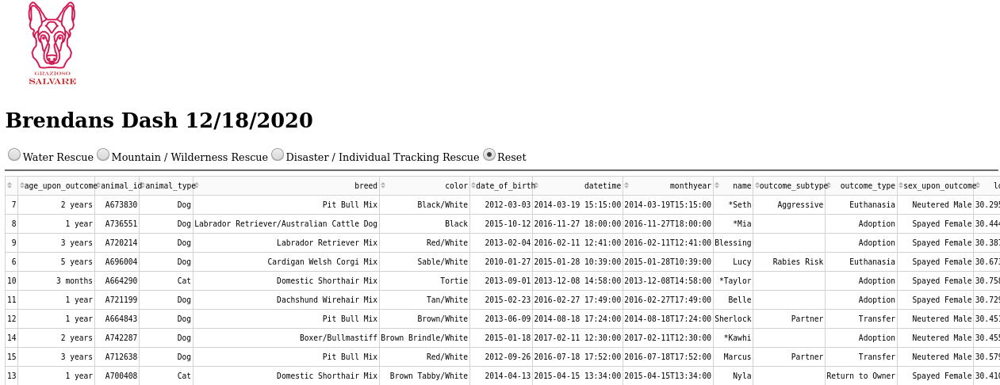 GRAZIOSO
SALVARE
Brendans Dash 12/18/2020
Water Rescue Mountain / Wilderness Rescue Disaster / Individual Tracking Rescue Reset
age_upon_outcome animal_id animal_type breed color date_of_birth datetime monthyear name outcome_subtype outcome_type sex_upon_outcome lo
7 2 years A673830 Dog Pit Bull Mix Black/White 2012-03-03 2014-03-19 15:15:00 2014-03-19T15:15:00 *Seth Aggressive Euthanasia Neutered Male 30.295
8 1 year A736551 Dog Labrador Retriever/Australian Cattle Dog Black 2015-10-12 2016-11-27 18:00:00 2016-11-27T18:00:00 *Mia Adoption Spayed Female 30.444
9 3 years A720214 Dog Labrador Retriever Mix Red/White 2013-02-04 2016-02-11 12:41:00 2016-02-11T12:41:00 Blessing Adoption Spayed Female 30.387
6 5 years A696004 Dog Cardigan Welsh Corgi Mix Sable/White 2010-01-27 2015-01-28 10:39:00 2015-01-28T10:39:00 Lucy Rabies Risk Euthanasia Spayed Female 30.673
10 3 months A664290 Cat Domestic Shorthair Mix Tortie 2013-09-01 2013-12-08 14:58:00 2013-12-08T14:58:00 *Taylor Adoption Spayed Female 30.758
11 1 year A721199 Dog Dachshund Wirehair Mix Tan/White 2015-02-23 2016-02-27 17:49:00 2016-02-27T17:49:00 Belle Adoption Spayed Female 30.729
12 1 year A664843 Dog Pit Bull Mix Brown/White 2013-06-09 2014-08-18 17:24:00 2014-08-18T17:24:00 Sherlock Partner Transfer Neutered Male 30.451
14 2 years A742287 Dog Boxer/Bullmastiff Brown Brindle/White 2015-01-18 2017-02-11 12:30:00 2017-02-11T12:30:00 *Kawhi Adoption Neutered Male 30.455
15 3 years A712638 Dog Pit Bull Mix Red/White 2012-09-26 2016-07-18 17:52:00 2016-07-18T17:52:00 Marcus Partner Transfer Neutered Male 30.579
13 1 year A700408 Cat Domestic Shorthair Mix Brown Tabby/White 2014-04-13 2015-04-15 13:34:00 2015-04-15T13:34:00 Nyla Return to Owner Spayed Female 30.410